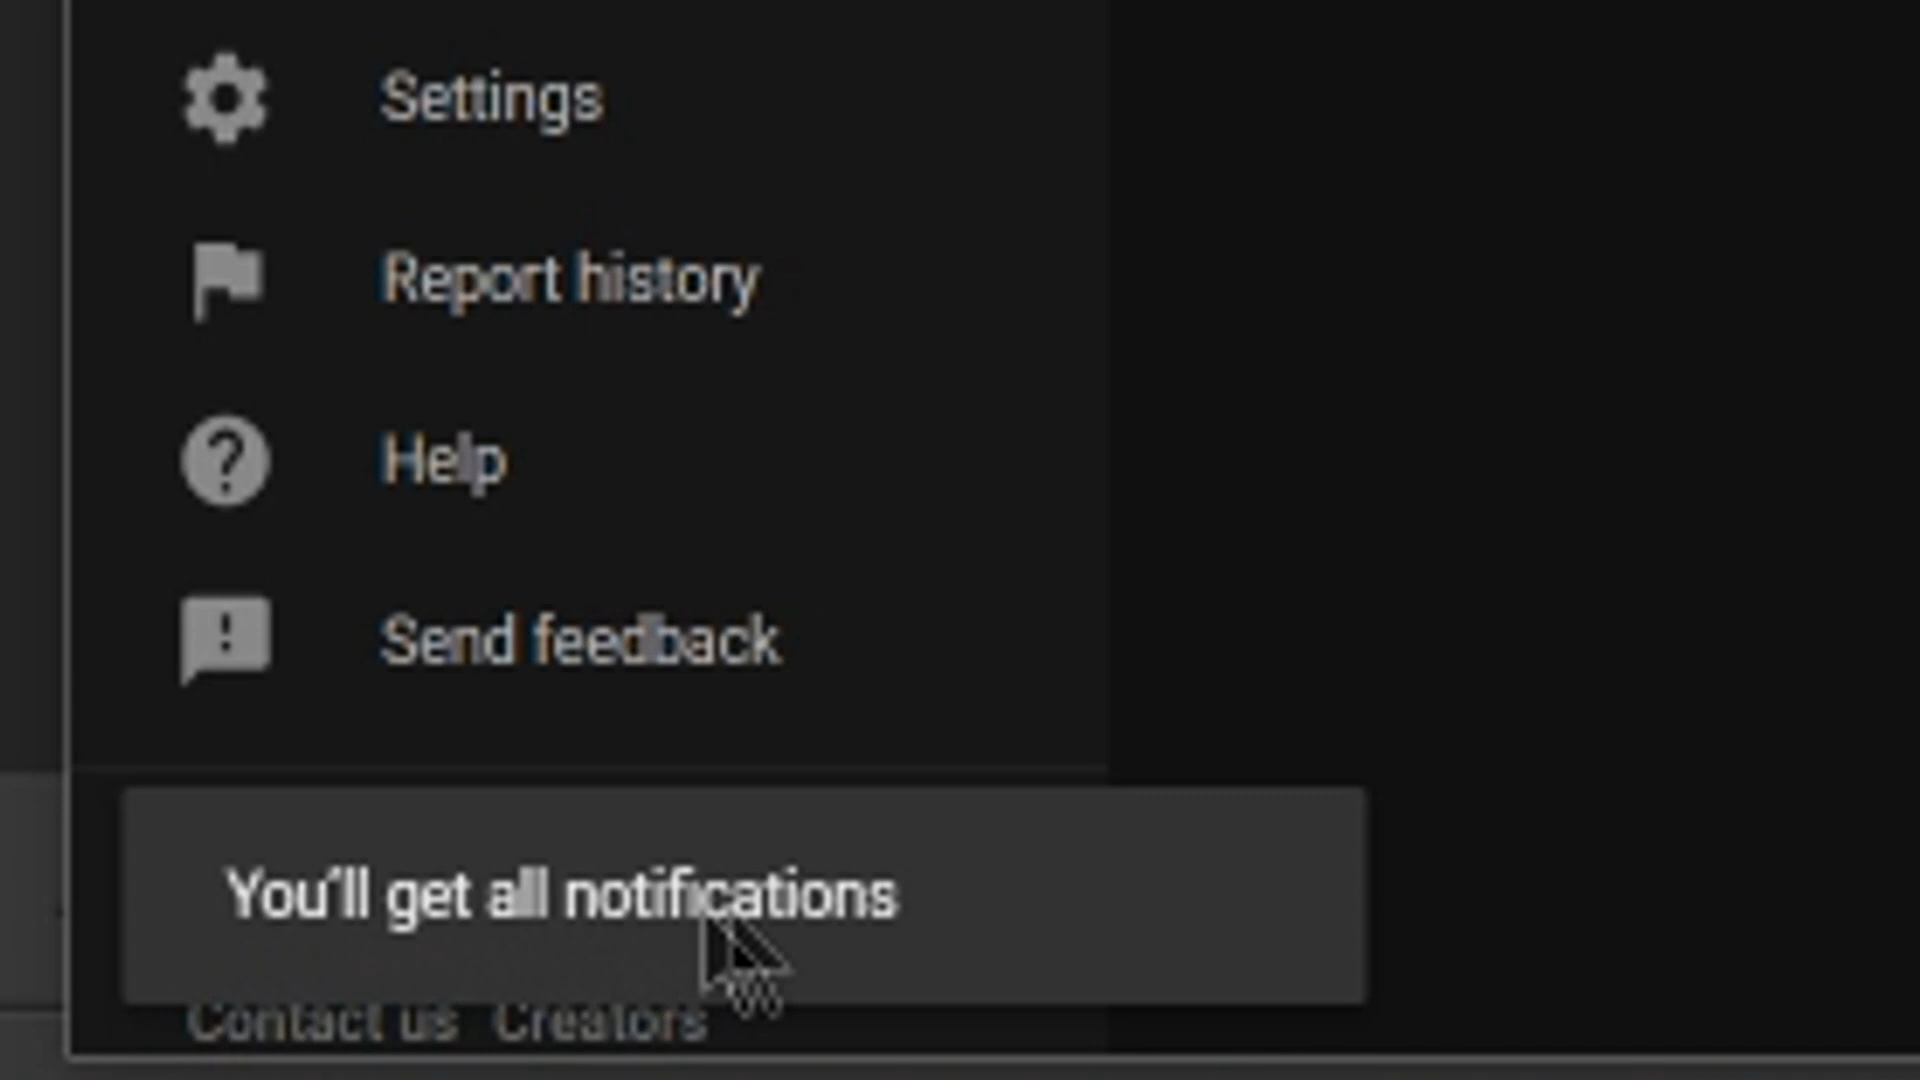 Settings
Report history
Help
Send feedback
You'll get all notifications
Contact us Creators